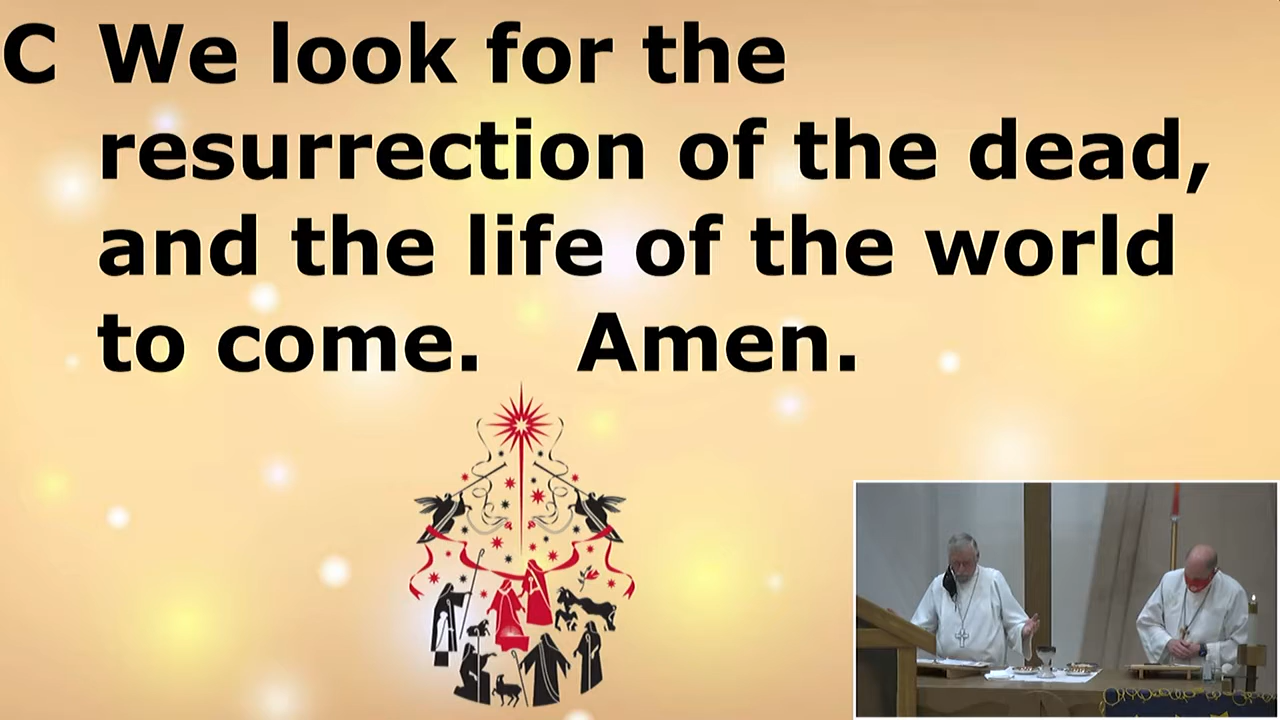 C We look for the
resurrection of the dead,
and the life of the world
to come. Amen.